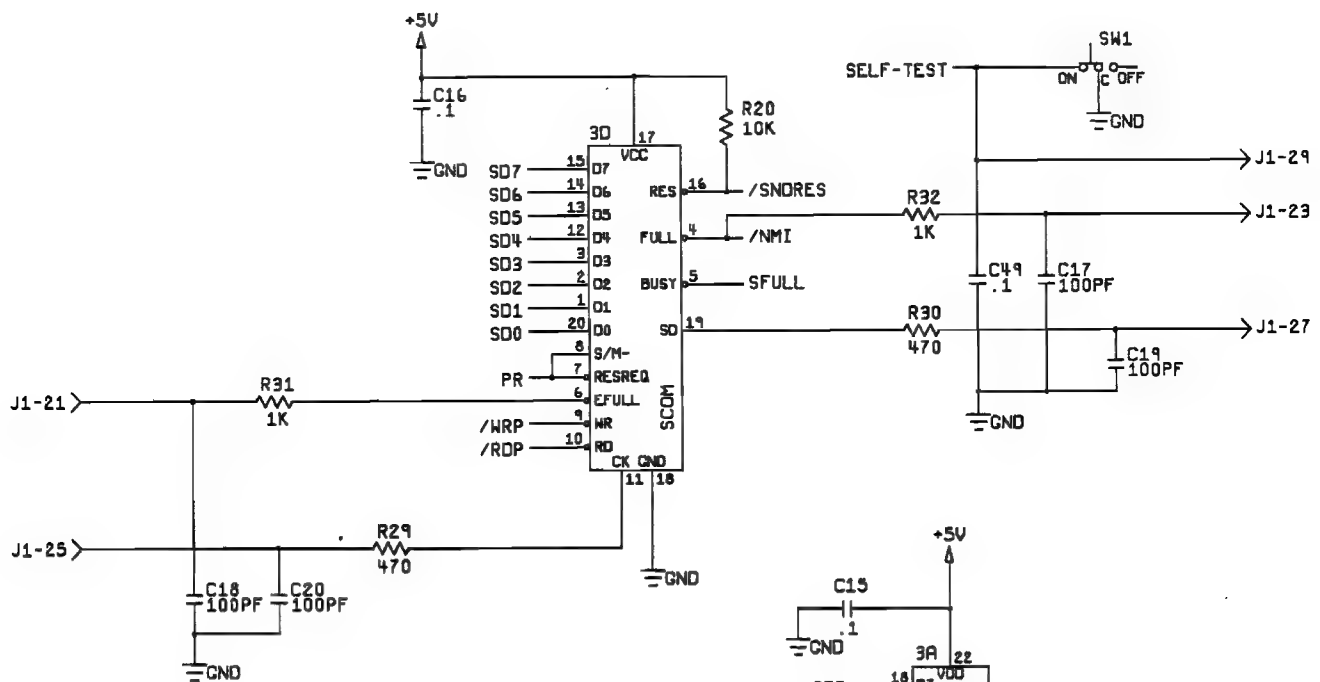 +5V
C16
.1
GND
R20
10K
3D
17
VCC
SD7 15 D7
SD6 14 D6
SD5 13 D5
SD4 12 D4
SD3 3 D3
SD2 2 D2
SD1 1 D1
SD0 20 D0
8 S/M-
PR 7 RESREQ
6 EFULL
/WRP 9 WR
/RDP 10 RD
RES 16 /SNDRES
FULL 4 /NMI
BUSY 5 SFULL
SD 19
SCOM
CK GND
11 18
GND
SELF-TEST
SW1
ON C OFF
GND
J1-29
R32
1K
J1-23
C49
.1
C17
100PF
R30
470
J1-27
C19
100PF
GND
J1-21
R31
1K
J1-25
R29
470
C18
100PF
C20
100PF
GND
+5V
C15
.1
GND
3A
22
18 VDD